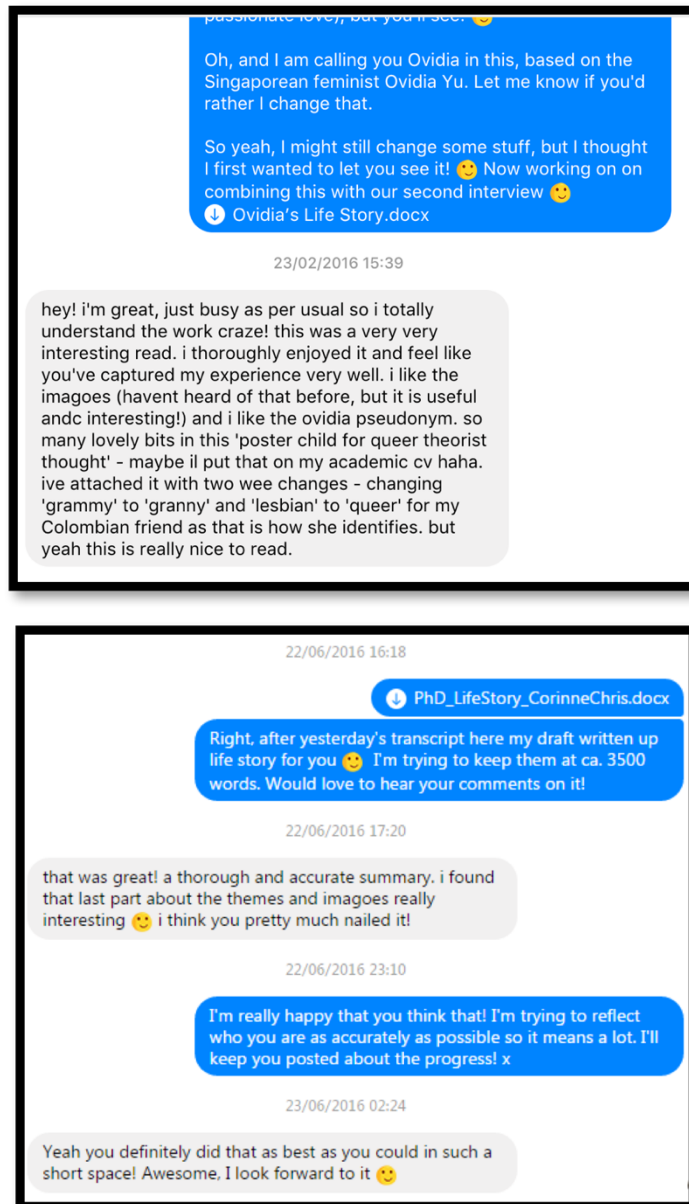 passionate love), but you'll see! 🙂
Oh, and I am calling you Ovidia in this, based on the
Singaporean feminist Ovidia Yu. Let me know if you'd
rather I change that.
So yeah, I might still change some stuff, but I thought
I first wanted to let you see it! 🙂 Now working on on
combining this with our second interview 🙂
Ovidia's Life Story.docx
23/02/2016 15:39
hey! i'm great, just busy as per usual so i totally
understand the work craze! this was a very very
interesting read. i thoroughly enjoyed it and feel like
you've captured my experience very well. i like the
imagoes (havent heard of that before, but it is useful
andc interesting!) and i like the ovidia pseudonym. so
many lovely bits in this 'poster child for queer theorist
thought' - maybe il put that on my academic cv haha.
ive attached it with two wee changes - changing
'grammy' to 'granny' and 'lesbian' to 'queer' for my
Colombian friend as that is how she identifies. but
yeah this is really nice to read.
22/06/2016 16:18
PhD_LifeStory_CorinneChris.docx
Right, after yesterday's transcript here my draft written up
life story for you 🙂 I'm trying to keep them at ca. 3500
words. Would love to hear your comments on it!
22/06/2016 17:20
that was great! a thorough and accurate summary. i found
that last part about the themes and imagoes really
interesting 🙂 i think you pretty much nailed it!
22/06/2016 23:10
I'm really happy that you think that! I'm trying to reflect
who you are as accurately as possible so it means a lot. I'll
keep you posted about the progress! x
23/06/2016 02:24
Yeah you definitely did that as best as you could in such a
short space! Awesome, I look forward to it 🙂